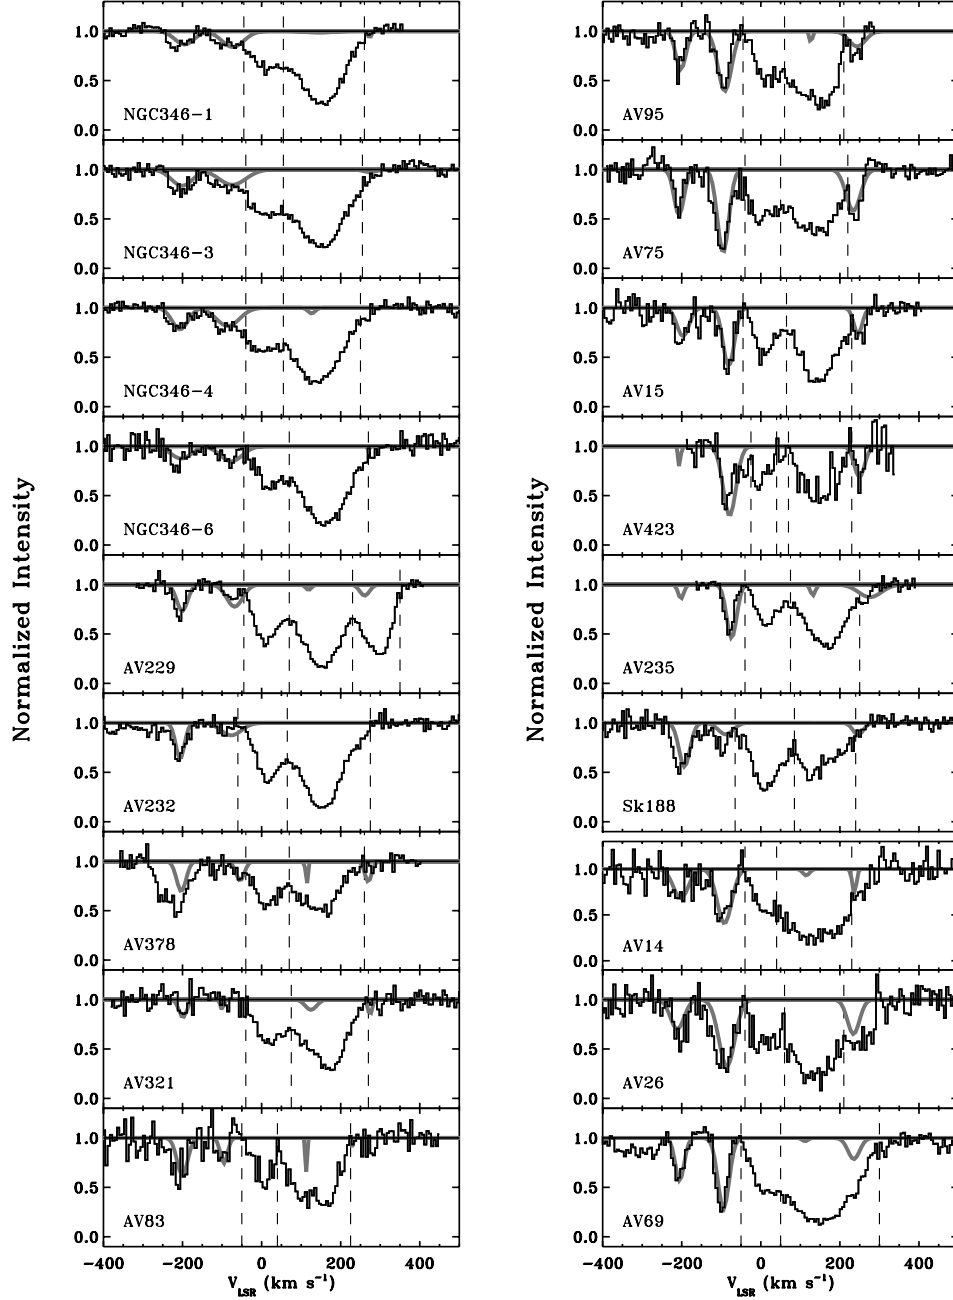 Normalized Intensity
1.0
0.5
0.0
NGC346-1
1.0
0.5
0.0
NGC346-3
1.0
0.5
0.0
NGC346-4
1.0
0.5
0.0
NGC346-6
1.0
0.5
0.0
AV229
1.0
0.5
0.0
AV232
1.0
0.5
0.0
AV378
1.0
0.5
0.0
AV321
1.0
0.5
0.0
AV83
-400 -200 0 200 400
V_LSR (km s⁻¹)
Normalized Intensity
1.0
0.5
0.0
AV95
1.0
0.5
0.0
AV75
1.0
0.5
0.0
AV15
1.0
0.5
0.0
AV423
1.0
0.5
0.0
AV235
1.0
0.5
0.0
Sk188
1.0
0.5
0.0
AV14
1.0
0.5
0.0
AV26
1.0
0.5
0.0
AV69
-400 -200 0 200 400
V_LSR (km s⁻¹)